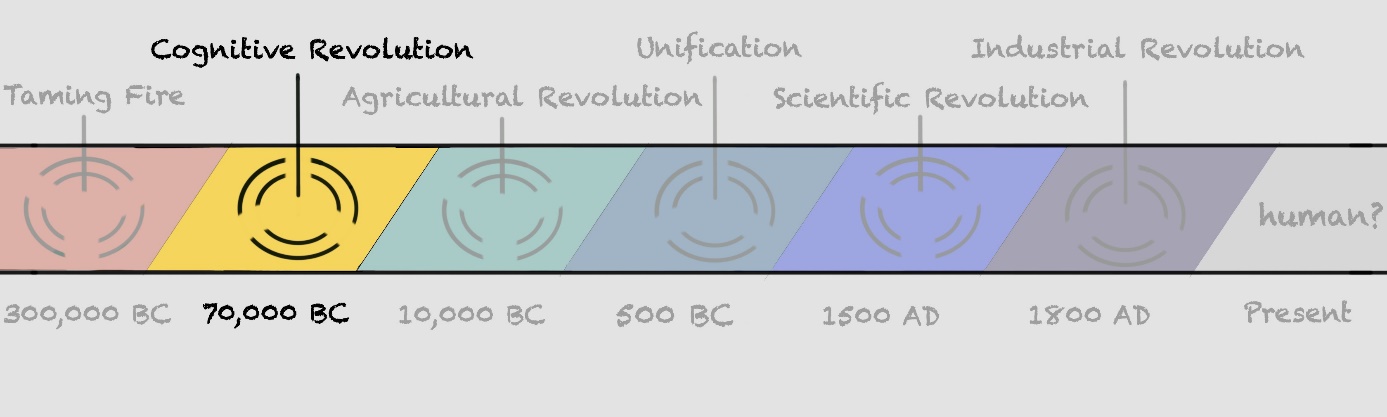 Cognitive Revolution
Unification
Industrial Revolution
Taming Fire
Agricultural Revolution
Scientific Revolution
human?
300,000 BC
70,000 BC
10,000 BC
500 BC
1500 AD
1800 AD
Present